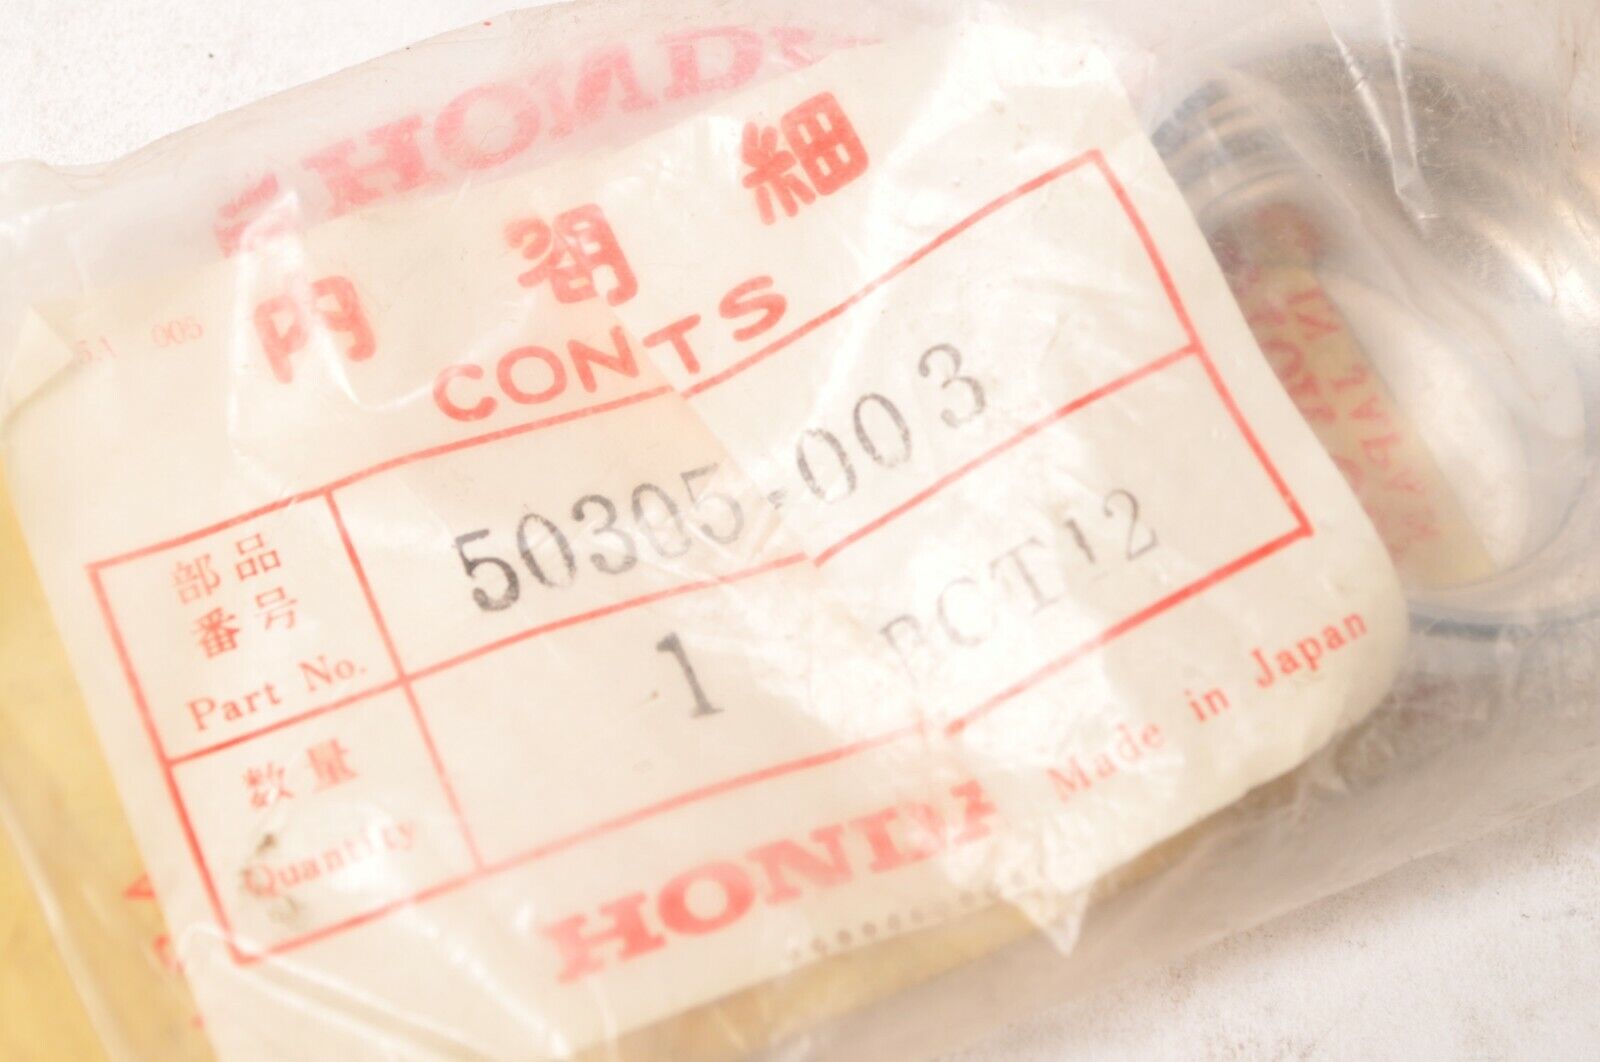 HONDA
内 容 細
CONTS
部品
番号
Part No.
50305-003
数量
Quantity
1 BCT12
HONDA
Made in Japan